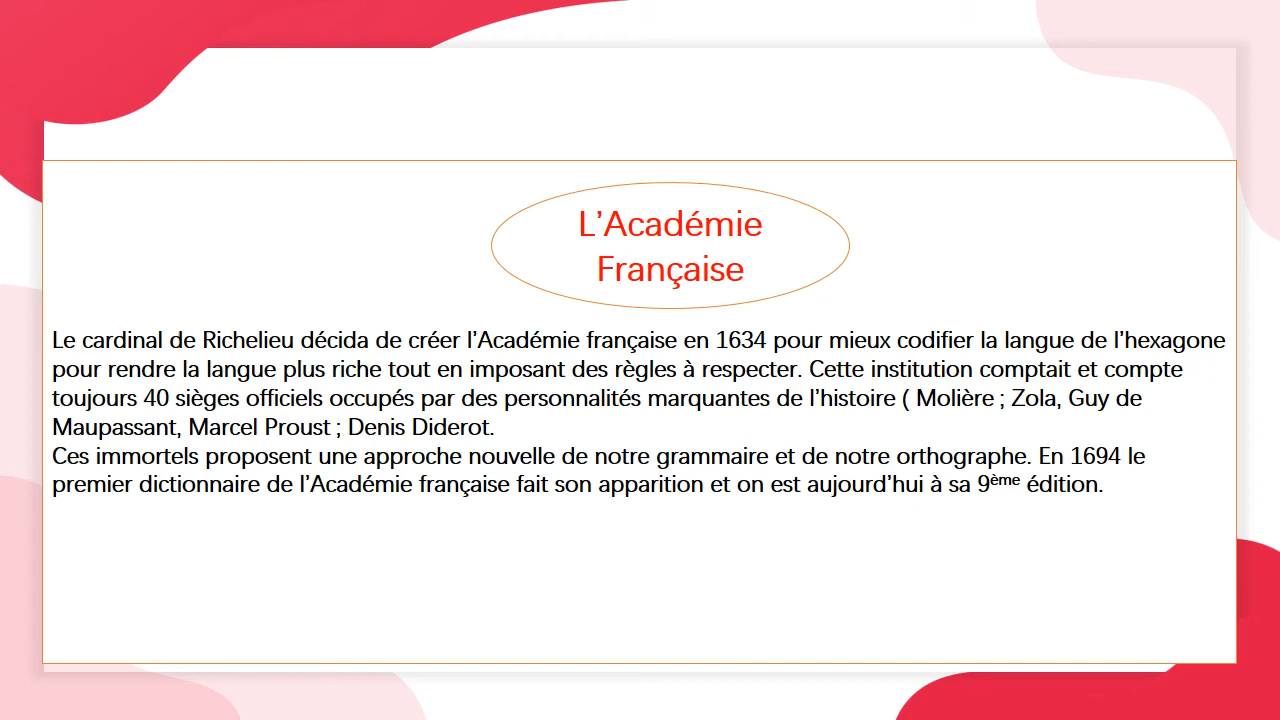 L’Académie
Française
Le cardinal de Richelieu décida de créer l’Académie française en 1634 pour mieux codifier la langue de l’hexagone
pour rendre la langue plus riche tout en imposant des règles à respecter. Cette institution comptait et compte
toujours 40 sièges officiels occupés par des personnalités marquantes de l’histoire ( Molière ; Zola, Guy de
Maupassant, Marcel Proust ; Denis Diderot.
Ces immortels proposent une approche nouvelle de notre grammaire et de notre orthographe. En 1694 le
premier dictionnaire de l’Académie française fait son apparition et on est aujourd’hui à sa 9ème édition.